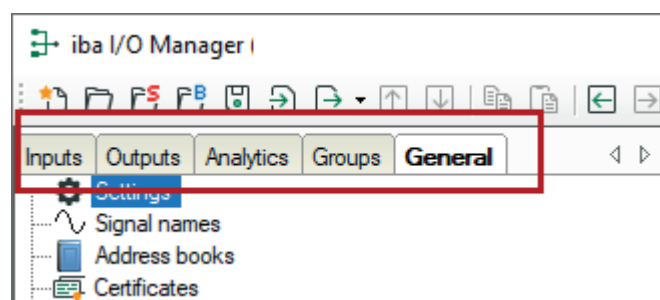 iba I/O Manager (
S B
Inputs Outputs Analytics Groups General
Settings
Signal names
Address books
Certificates